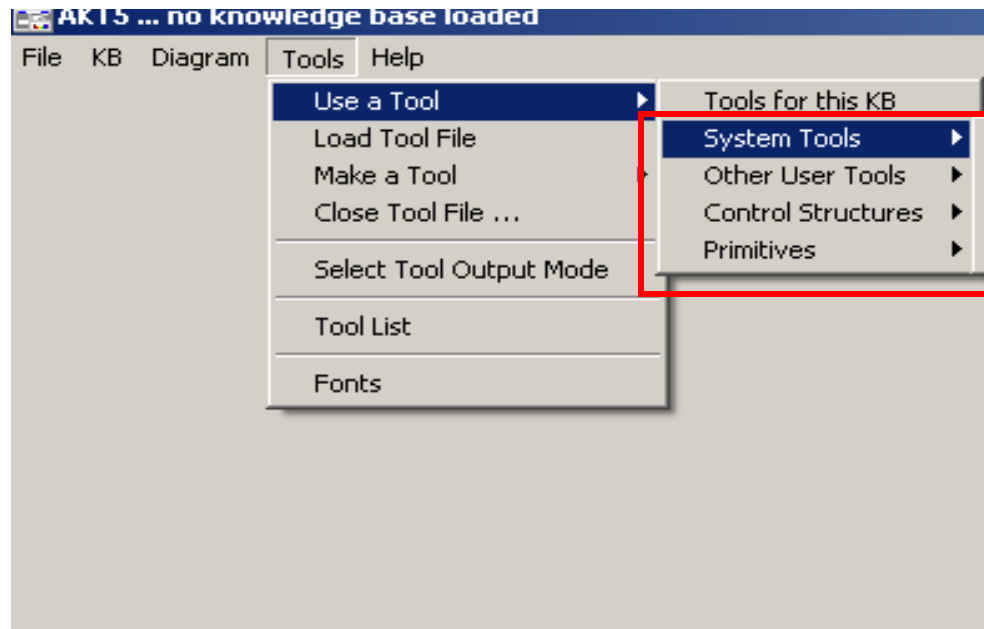 AKT5 ... no knowledge base loaded
File KB Diagram Tools Help
Use a Tool
Load Tool File
Make a Tool
Close Tool File ...
Select Tool Output Mode
Tool List
Fonts
Tools for this KB
System Tools
Other User Tools
Control Structures
Primitives